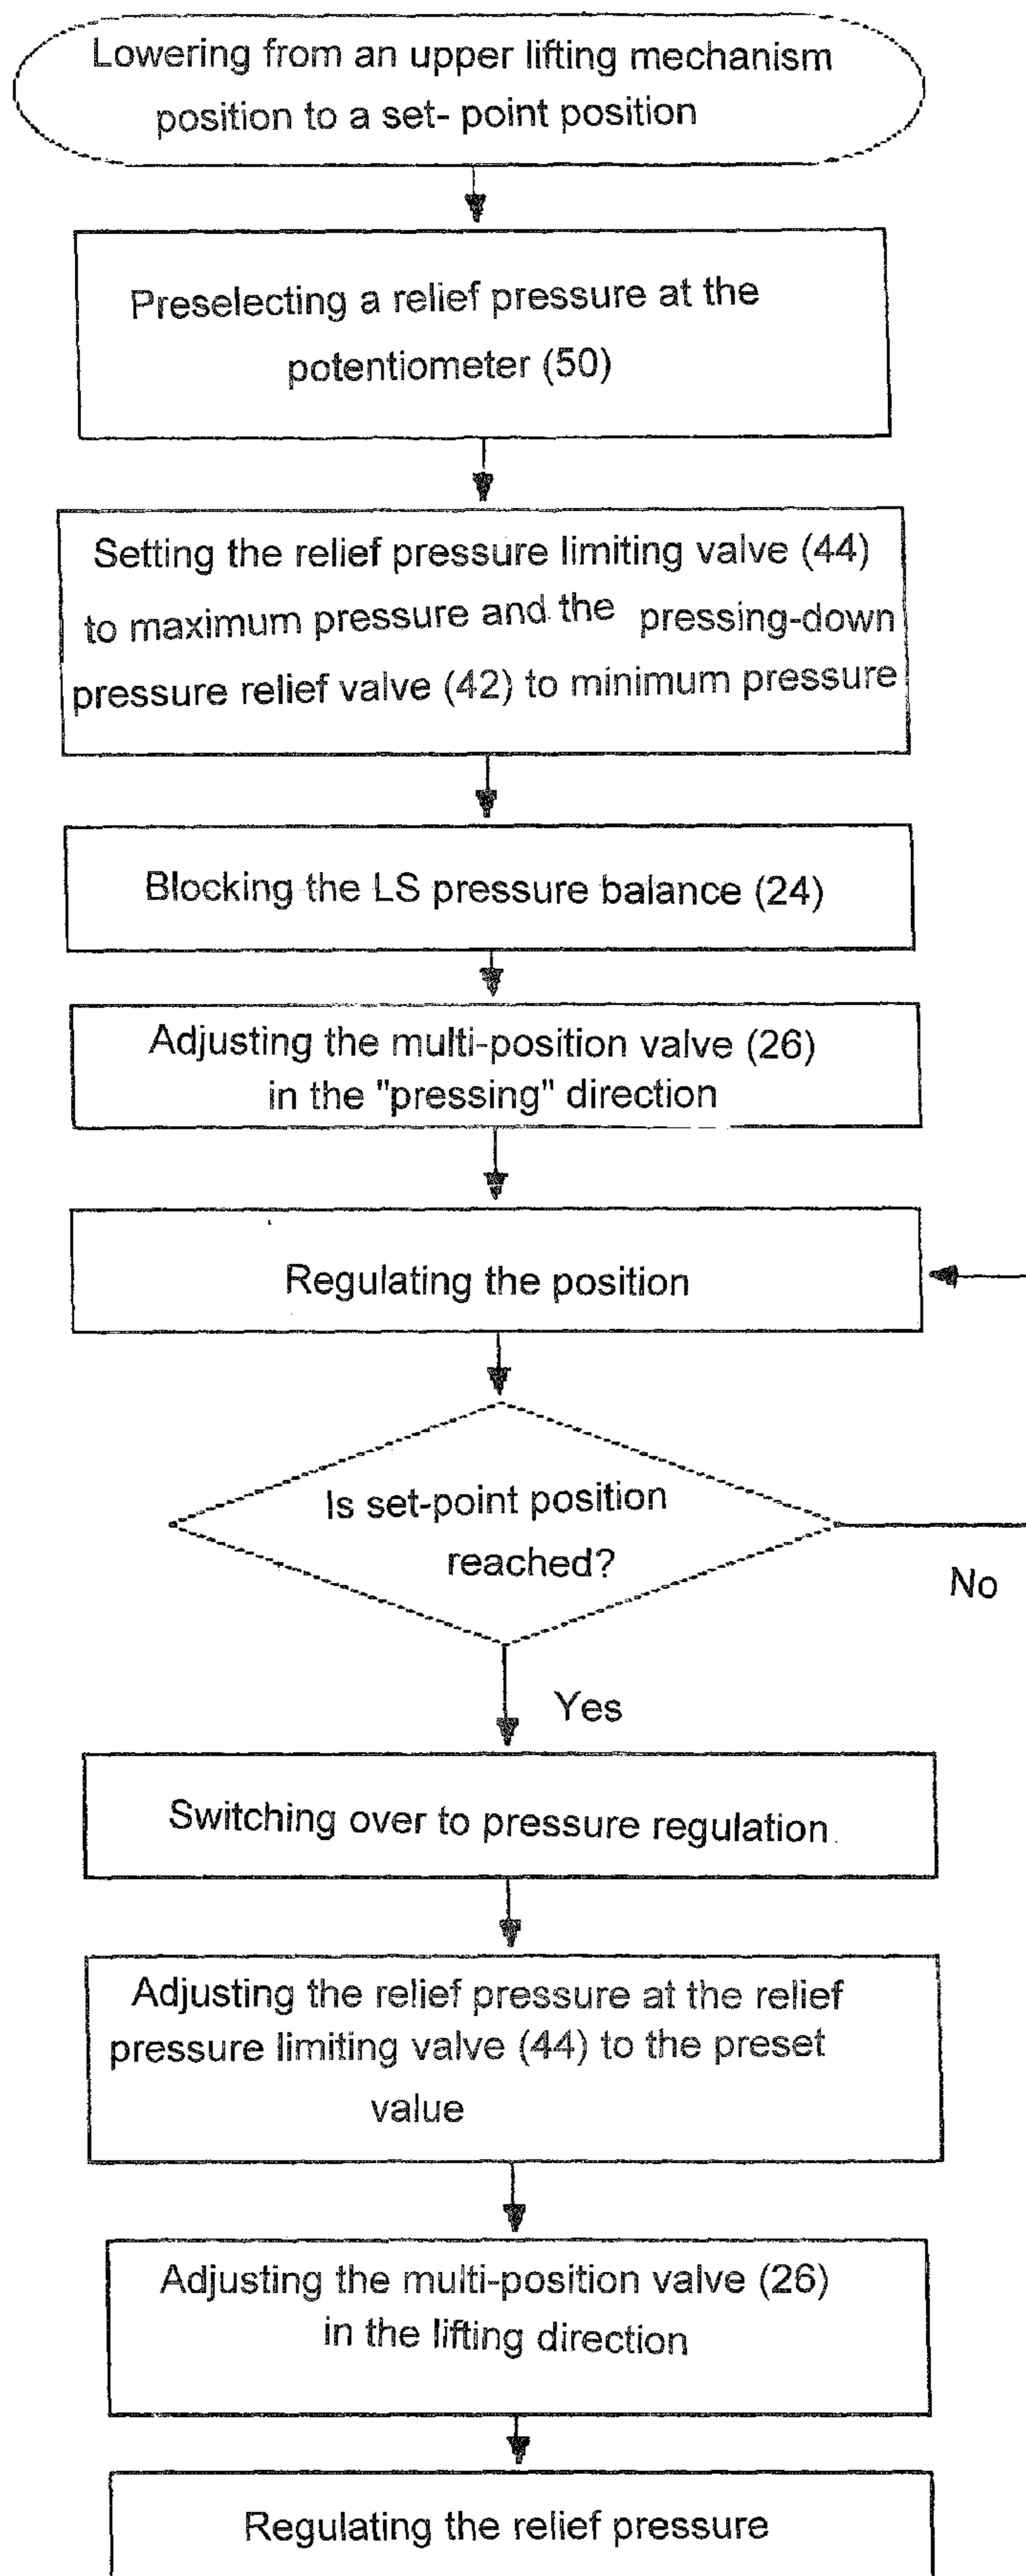 Lowering from an upper lifting mechanism
position to a set- point position
Preselecting a relief pressure at the
potentiometer (50)
Setting the relief pressure limiting valve (44)
to maximum pressure and the pressing-down
pressure relief valve (42) to minimum pressure
Blocking the LS pressure balance (24)
Adjusting the multi-position valve (26)
in the "pressing" direction
Regulating the position
Is set-point position
reached?
No
Yes
Switching over to pressure regulation
Adjusting the relief pressure at the relief
pressure limiting valve (44) to the preset
value
Adjusting the multi-position valve (26)
in the lifting direction
Regulating the relief pressure